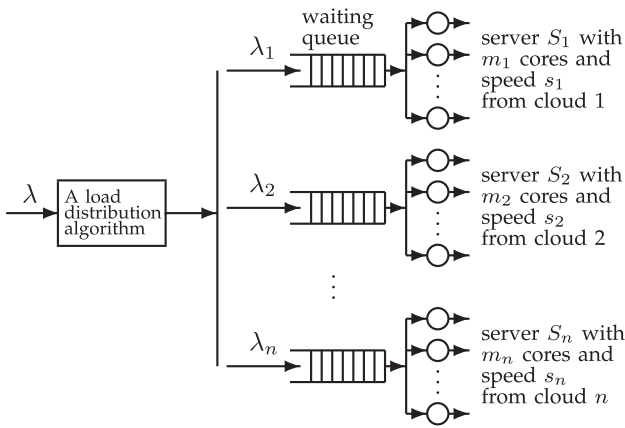 waiting
queue
λ₁
server S₁ with
m₁ cores and
speed s₁
from cloud 1
λ
A load
distribution
algorithm
λ₂
server S₂ with
m₂ cores and
speed s₂
from cloud 2
λₙ
server Sₙ with
mₙ cores and
speed sₙ
from cloud n